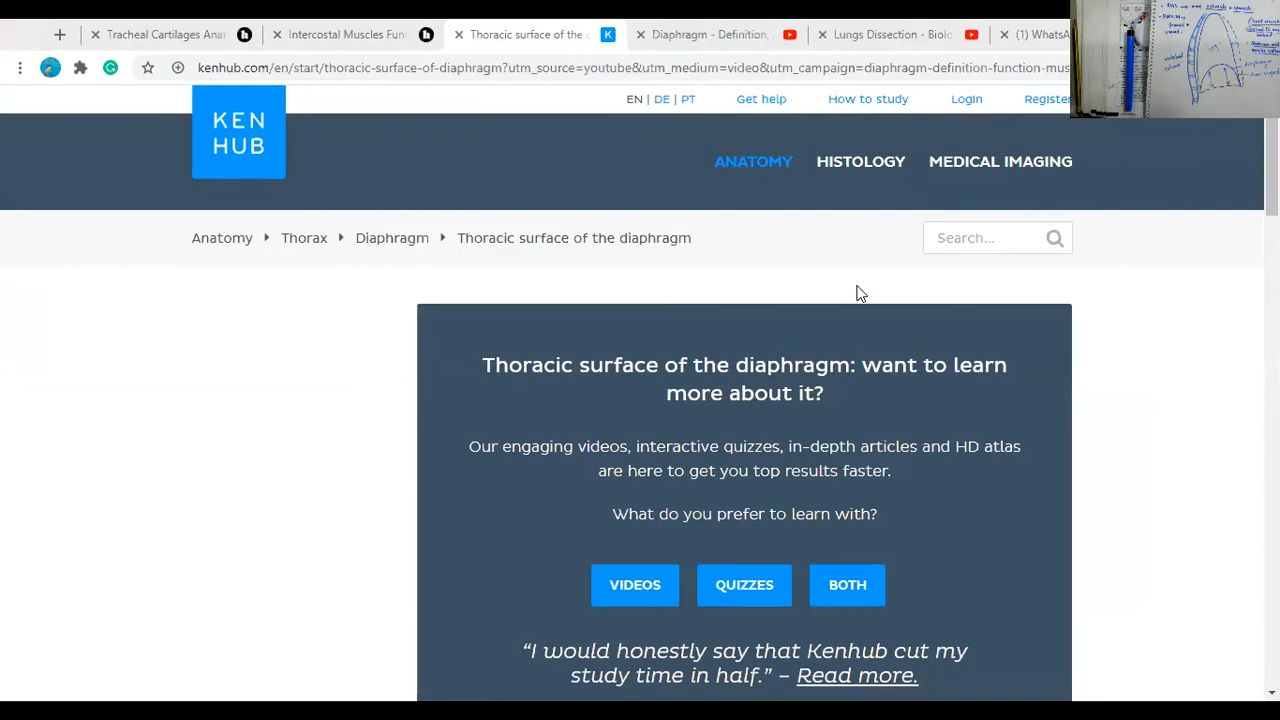 Tracheal Cartilages Ana
Intercostal Muscles Fun
Thoracic surface of the
Diaphragm - Definition,
Lungs Dissection - Biolo
(1) WhatsA
kenhub.com/en/start/thoracic-surface-of-diaphragm?utm_source=youtube&utm_medium=video&utm_campaign=diaphragm-definition-function-mus
EN | DE | PT
Get help
How to study
Login
Register
KEN
HUB
ANATOMY
HISTOLOGY
MEDICAL IMAGING
Anatomy
Thorax
Diaphragm
Thoracic surface of the diaphragm
Search...
Thoracic surface of the diaphragm: want to learn
more about it?
Our engaging videos, interactive quizzes, in-depth articles and HD atlas
are here to get you top results faster.
What do you prefer to learn with?
VIDEOS
QUIZZES
BOTH
“I would honestly say that Kenhub cut my
study time in half.” – Read more.